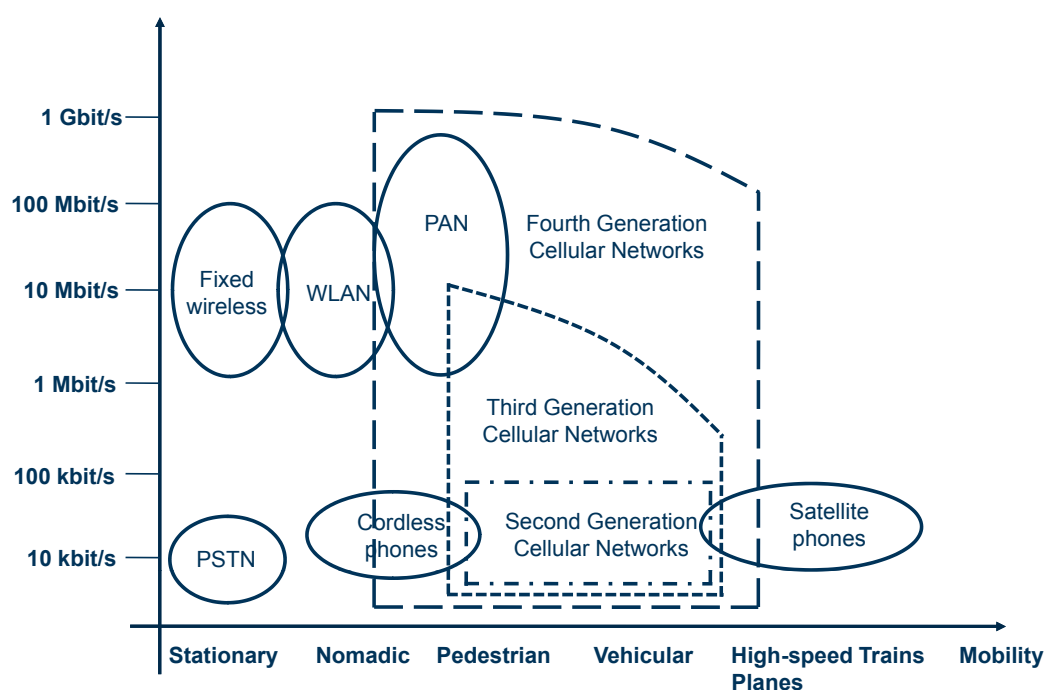 1 Gbit/s
100 Mbit/s
PAN
Fourth Generation
Cellular Networks
Fixed
wireless
WLAN
10 Mbit/s
1 Mbit/s
Third Generation
Cellular Networks
100 kbit/s
Cordless
phones
Second Generation
Cellular Networks
Satellite
phones
10 kbit/s
PSTN
Stationary
Nomadic
Pedestrian
Vehicular
High-speed Trains
Planes
Mobility